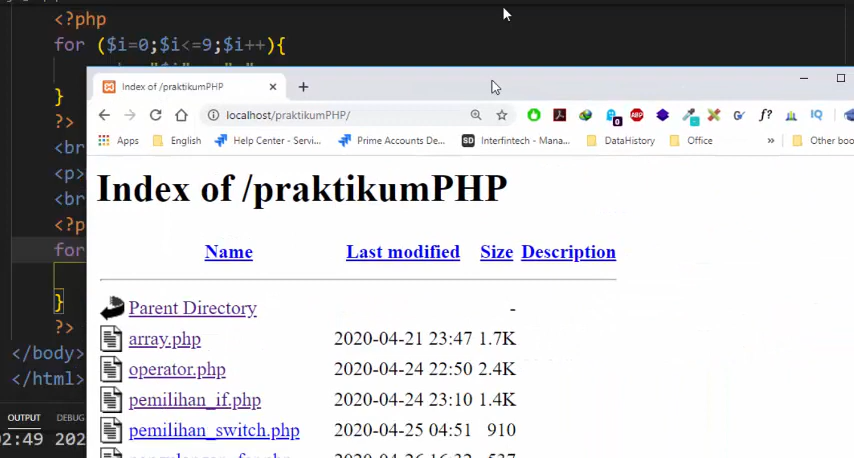 <?php
for ($i=0;$i<=9;$i++){
}
?>
<br
<p>
<br
<?p
for
}
?>
</body>
</html>
OUTPUT DEBUG
02:49 202
Index of /praktikumPHP
localhost/praktikumPHP/
Apps English Help Center - Servi... Prime Accounts De... Interfintech - Mana... DataHistory Office » Other boo
Index of /praktikumPHP
Name Last modified Size Description
Parent Directory -
array.php 2020-04-21 23:47 1.7K
operator.php 2020-04-24 22:50 2.4K
pemilihan_if.php 2020-04-24 23:10 1.4K
pemilihan_switch.php 2020-04-25 04:51 910